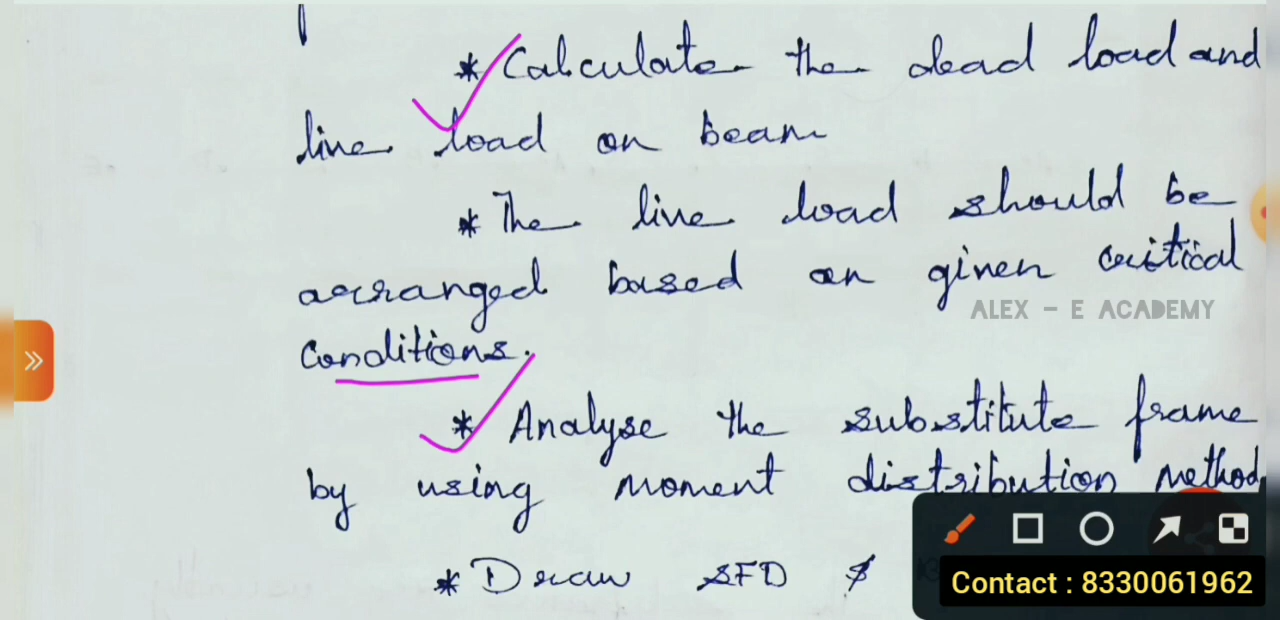 * Calculate the dead load and
live load on beam
* The live load should be
arranged based on given critical
ALEX - E ACADEMY
conditions.
* Analyse the substitute frame
by using moment distribution method
* Draw SFD &
Contact : 8330061962